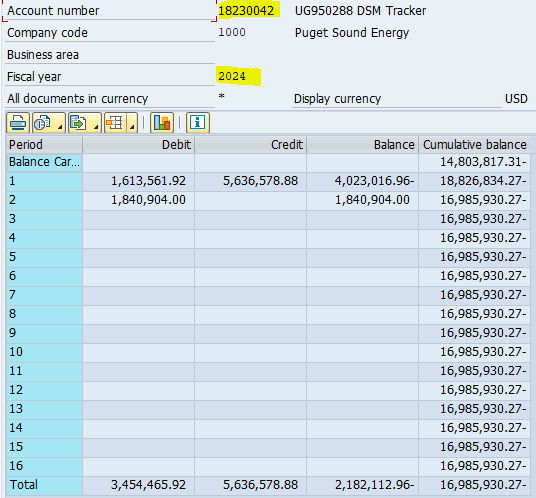 Account number 18230042 UG950288 DSM Tracker
Company code 1000 Puget Sound Energy
Business area
Fiscal year 2024
All documents in currency * Display currency USD
Period Debit Credit Balance Cumulative balance
Balance Car... 14,803,817.31-
1 1,613,561.92 5,636,578.88 4,023,016.96- 18,826,834.27-
2 1,840,904.00 1,840,904.00 16,985,930.27-
3 16,985,930.27-
4 16,985,930.27-
5 16,985,930.27-
6 16,985,930.27-
7 16,985,930.27-
8 16,985,930.27-
9 16,985,930.27-
10 16,985,930.27-
11 16,985,930.27-
12 16,985,930.27-
13 16,985,930.27-
14 16,985,930.27-
15 16,985,930.27-
16 16,985,930.27-
Total 3,454,465.92 5,636,578.88 2,182,112.96- 16,985,930.27-